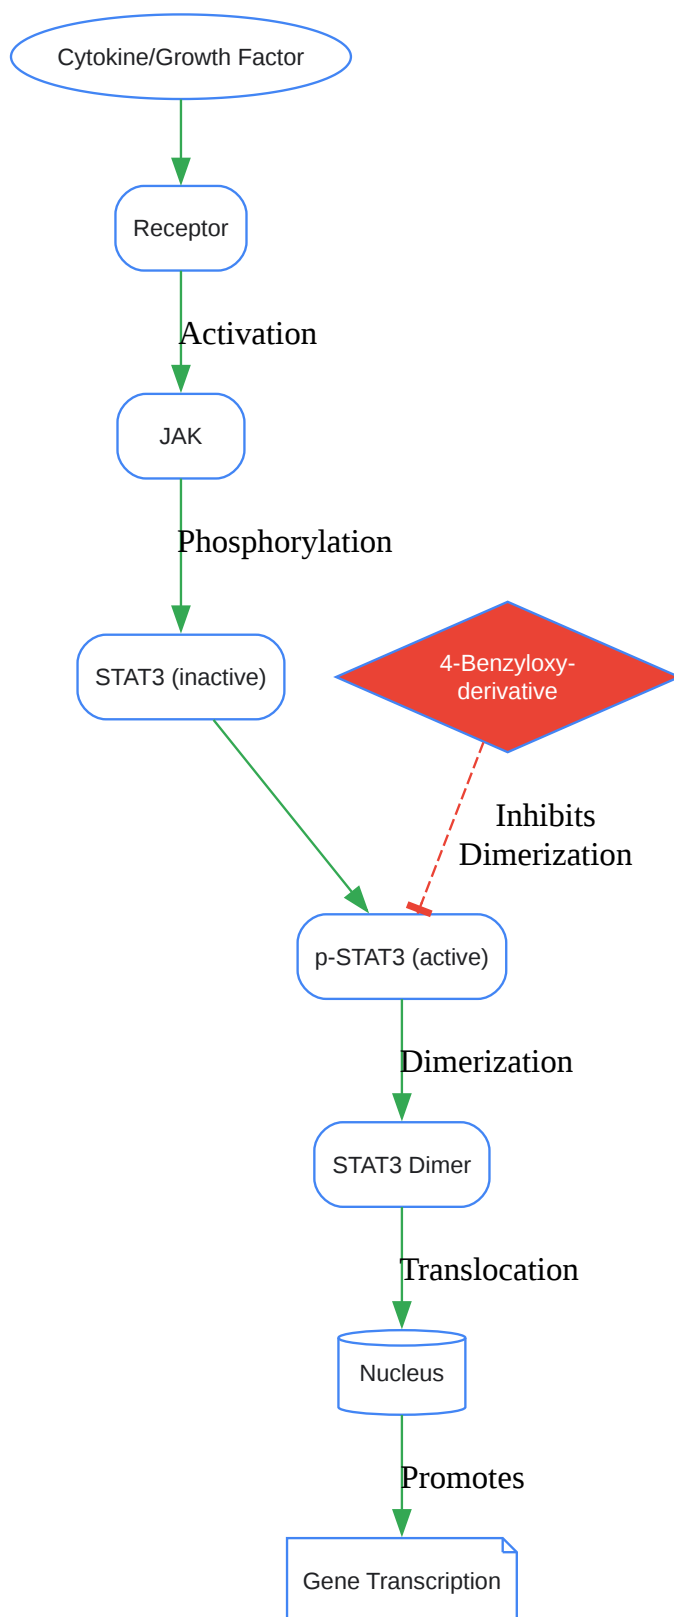 Cytokine/Growth Factor
Receptor
Activation
JAK
Phosphorylation
STAT3 (inactive)
4-Benzyloxy-
derivative
Inhibits
Dimerization
p-STAT3 (active)
Dimerization
STAT3 Dimer
Translocation
Nucleus
Promotes
Gene Transcription